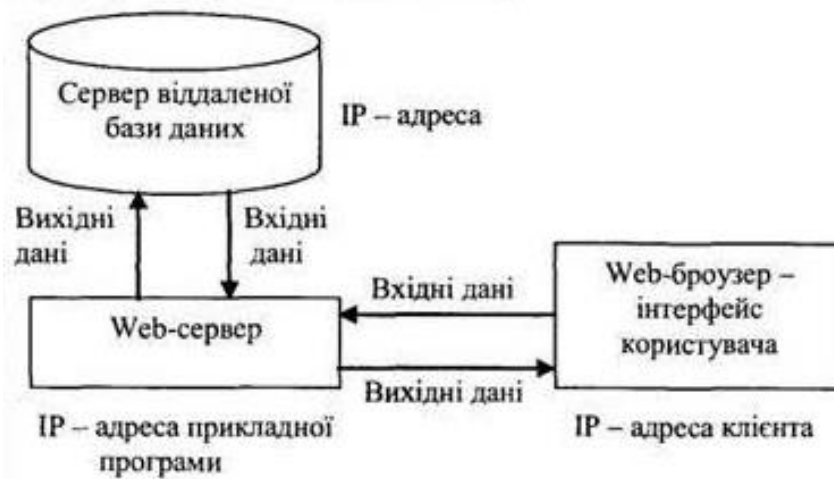 Сервер віддаленої
бази даних
IP – адреса
Вихідні
дані
Вхідні
дані
Web-сервер
Вхідні дані
Вихідні дані
Web-броузер –
інтерфейс
користувача
IP – адреса прикладної
програми
IP – адреса клієнта